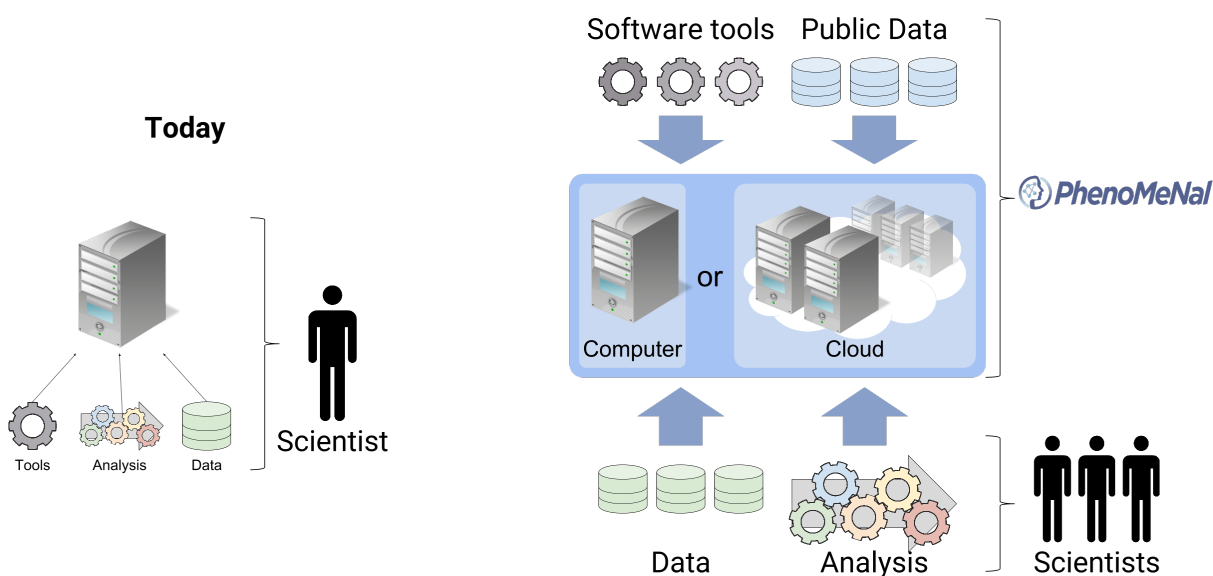 Today
Tools
Analysis
Data
Scientist
Software tools
Public Data
Computer
or
Cloud
PhenoMeNal
Data
Analysis
Scientists